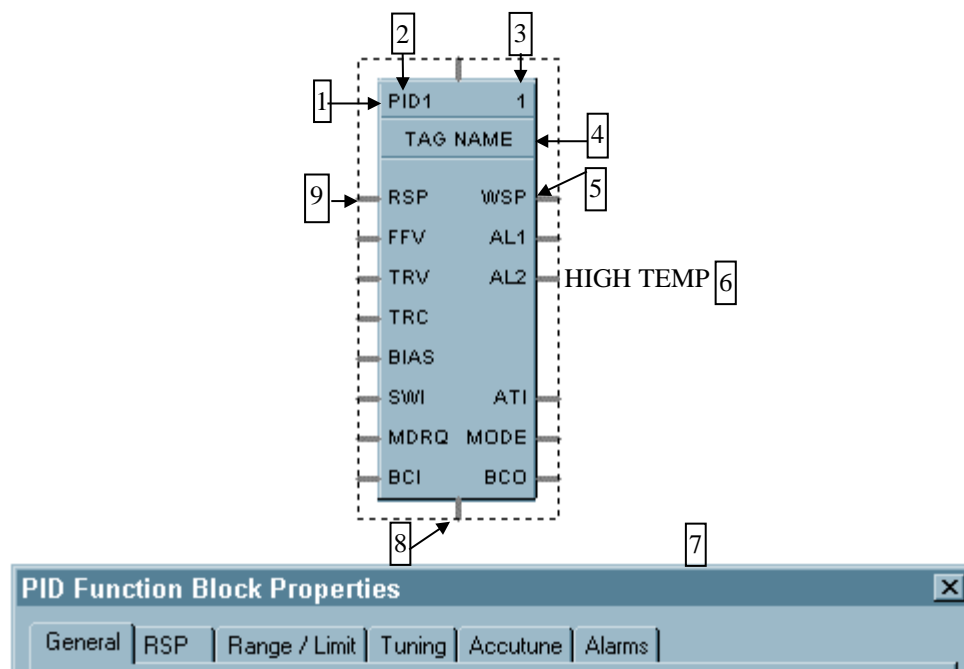 2 3
1 PID1 1
TAG NAME 4
9 RSP WSP 5
FFV AL1
TRV AL2 HIGH TEMP 6
TRC
BIAS
SWI ATI
MDRQ MODE
BCI BCO
8 7
PID Function Block Properties
General RSP Range / Limit Tuning Accutune Alarms